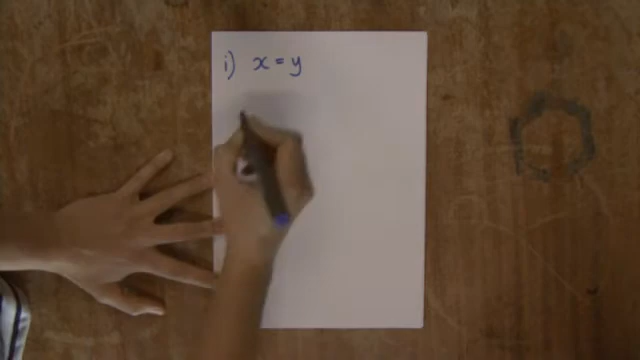 i) x = y